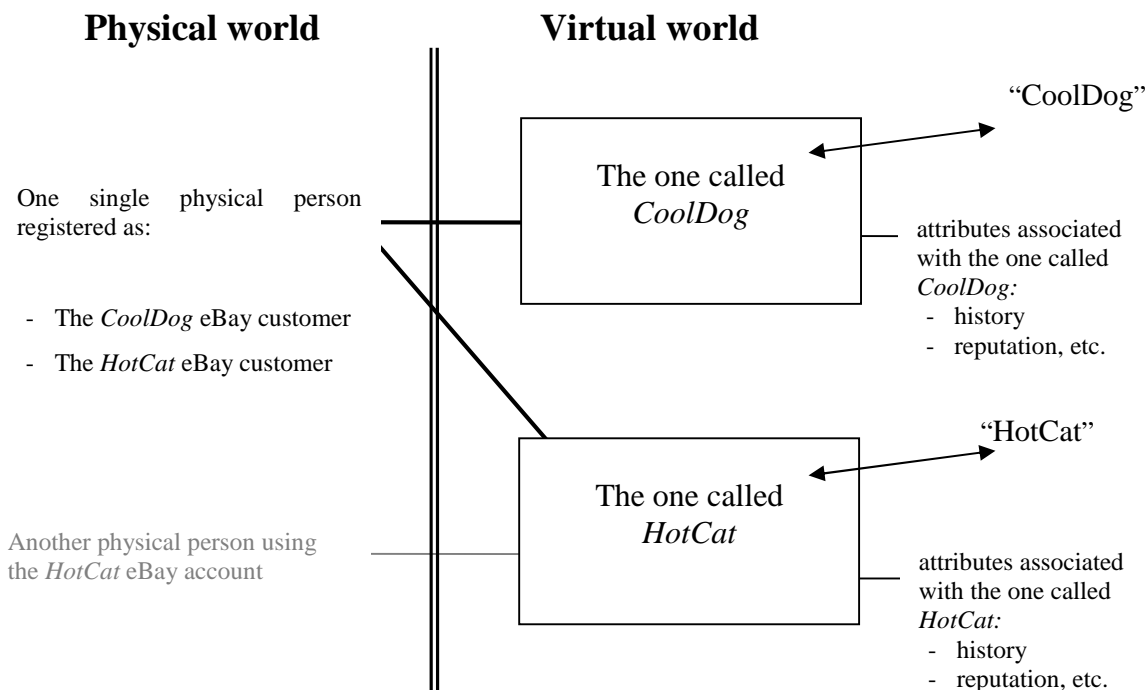 Physical world
Virtual world
“CoolDog”
The one called
CoolDog
One single physical person
registered as:
- The CoolDog eBay customer
- The HotCat eBay customer
attributes associated
with the one called
CoolDog:
- history
- reputation, etc.
“HotCat”
The one called
HotCat
Another physical person using
the HotCat eBay account
attributes associated
with the one called
HotCat:
- history
- reputation, etc.